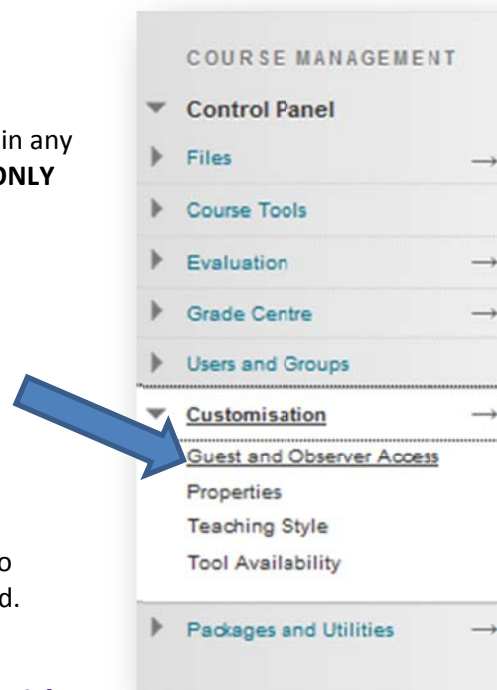 in any
ONLY
o
d.
COURSE MANAGEMENT
Control Panel
Files
Course Tools
Evaluation
Grade Centre
Users and Groups
Customisation
Guest and Observer Access
Properties
Teaching Style
Tool Availability
Packages and Utilities